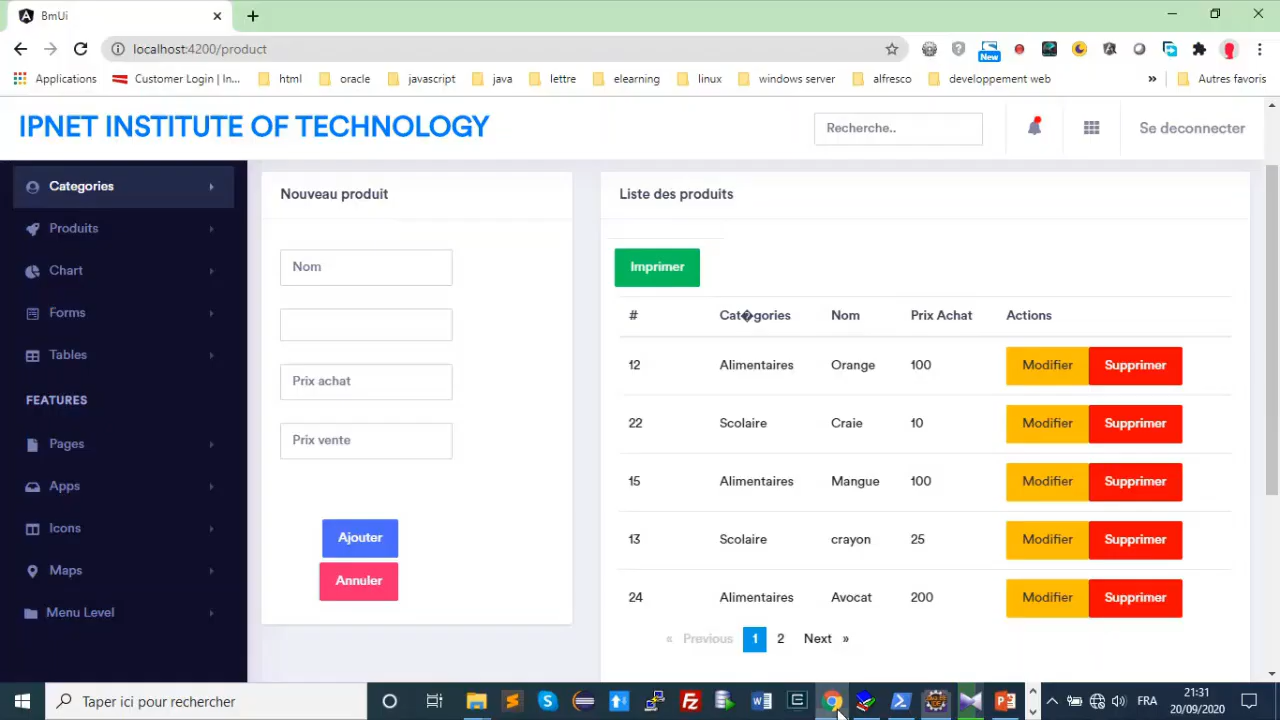 BmUi
localhost:4200/product
New
Applications
Customer Login | In...
html
oracle
javascript
java
lettre
elearning
linux
windows server
alfresco
developpement web
»
Autres favoris
IPNET INSTITUTE OF TECHNOLOGY
Recherche..
Se deconnecter
Categories
Produits
Chart
Forms
Tables
FEATURES
Pages
Apps
Icons
Maps
Menu Level
Nouveau produit
Nom
Prix achat
Prix vente
Ajouter
Annuler
Liste des produits
Imprimer
# Cat�gories Nom Prix Achat Actions
12 Alimentaires Orange 100 Modifier Supprimer
22 Scolaire Craie 10 Modifier Supprimer
15 Alimentaires Mangue 100 Modifier Supprimer
13 Scolaire crayon 25 Modifier Supprimer
24 Alimentaires Avocat 200 Modifier Supprimer
« Previous 1 2 Next »
Taper ici pour rechercher
FRA
21:31
20/09/2020